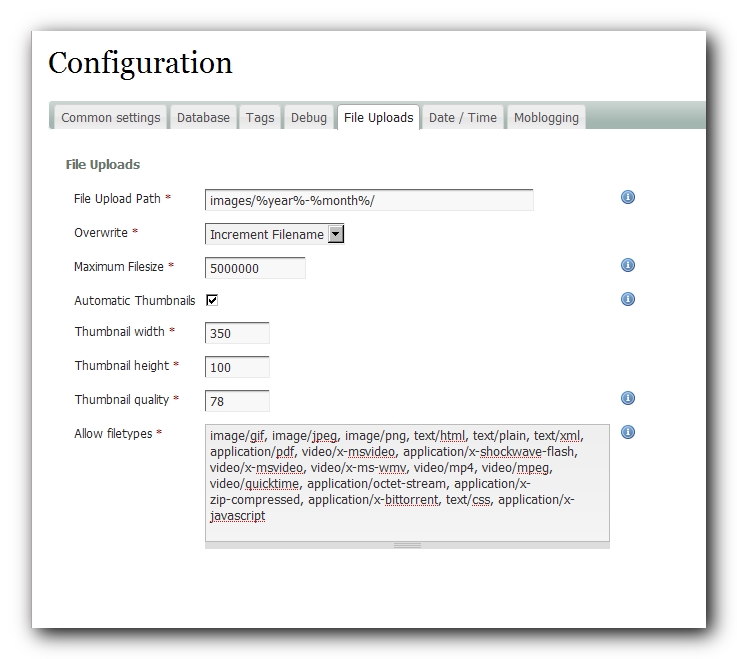 Configuration
Common settings Database Tags Debug File Uploads Date / Time Moblogging
File Uploads
File Upload Path * images/%year%-%month%/
Overwrite * Increment Filename
Maximum Filesize * 5000000
Automatic Thumbnails
Thumbnail width * 350
Thumbnail height * 100
Thumbnail quality * 78
Allow filetypes * image/gif, image/jpeg, image/png, text/html, text/plain, text/xml,
application/pdf, video/x-msvideo, application/x-shockwave-flash,
video/x-msvideo, video/x-ms-wmv, video/mp4, video/mpeg,
video/quicktime, application/octet-stream, application/x-
zip-compressed, application/x-bittorrent, text/css, application/x-
javascript